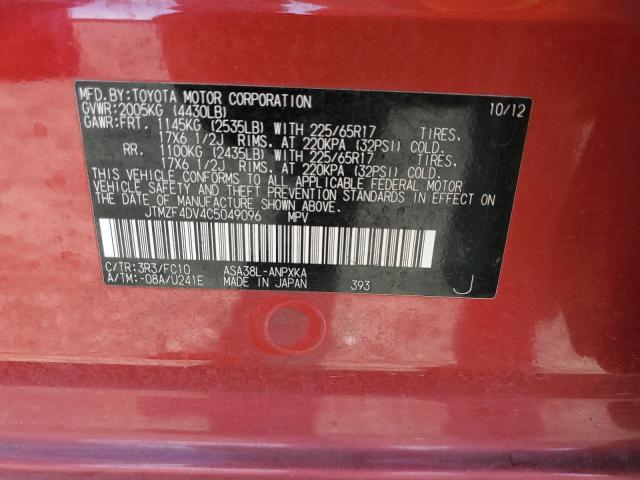 MFD.BY:TOYOTA MOTOR CORPORATION 10/12
GVWR:2005KG (4430LB)
GAWR:FRT. 1145KG (2535LB) WITH 225/65R17 TIRES.
17X6 1/2J RIMS. AT 220KPA (32PSI) COLD.
RR. 1100KG (2435LB) WITH 225/65R17 TIRES.
17X6 1/2J RIMS. AT 220KPA (32PSI) COLD.
THIS VEHICLE CONFORMS TO ALL APPLICABLE FEDERAL MOTOR
VEHICLE SAFETY AND THEFT PREVENTION STANDARDS IN EFFECT ON
THE DATE OF MANUFACTURE SHOWN ABOVE.
JTMZF4DV4C5049096 MPV
C/TR:3R3/FC10 ASA38L-ANPXKA
A/TM:-08A/U241E MADE IN JAPAN 393 J